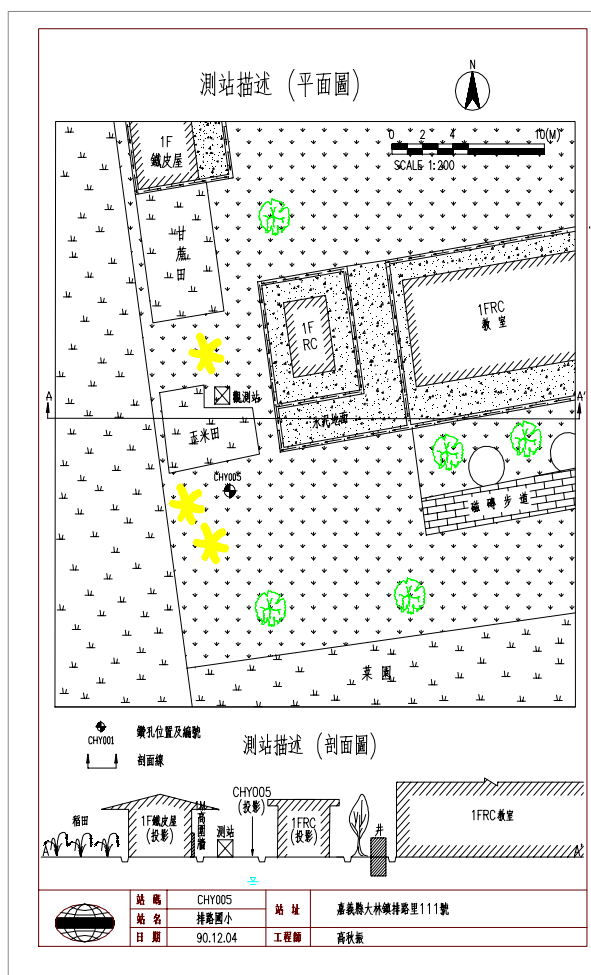 測站描述 (平面圖)
N
0 2 4 10(M)
SCALE 1:200
1F
鐵皮屋
甘
蔗
田
1F
RC
1FRC
教室
A
A'
觀測站
水泥地面
玉米田
CHY005
磁磚步道
菜園
CHY001
鑽孔位置及編號
剖面線
測站描述 (剖面圖)
稻田
1F鐵皮屋
(投影)
1M高圍牆
測站
CHY005
(投影)
1FRC
(投影)
井
1FRC教室
A
A'
站碼 CHY005
站名 排路國小
日期 90.12.04
站址 嘉義縣大林鎮排路里111號
工程師 高秋振